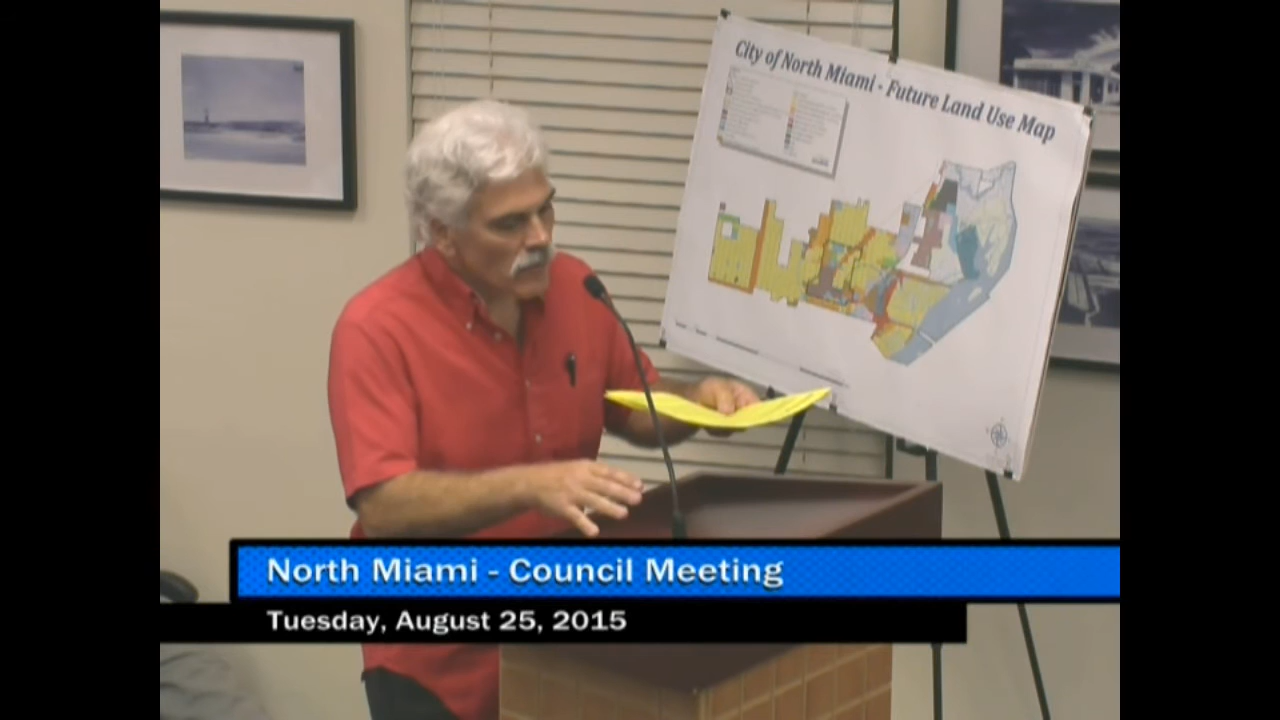 City of North Miami - Future Land Use Map
North Miami - Council Meeting
Tuesday, August 25, 2015